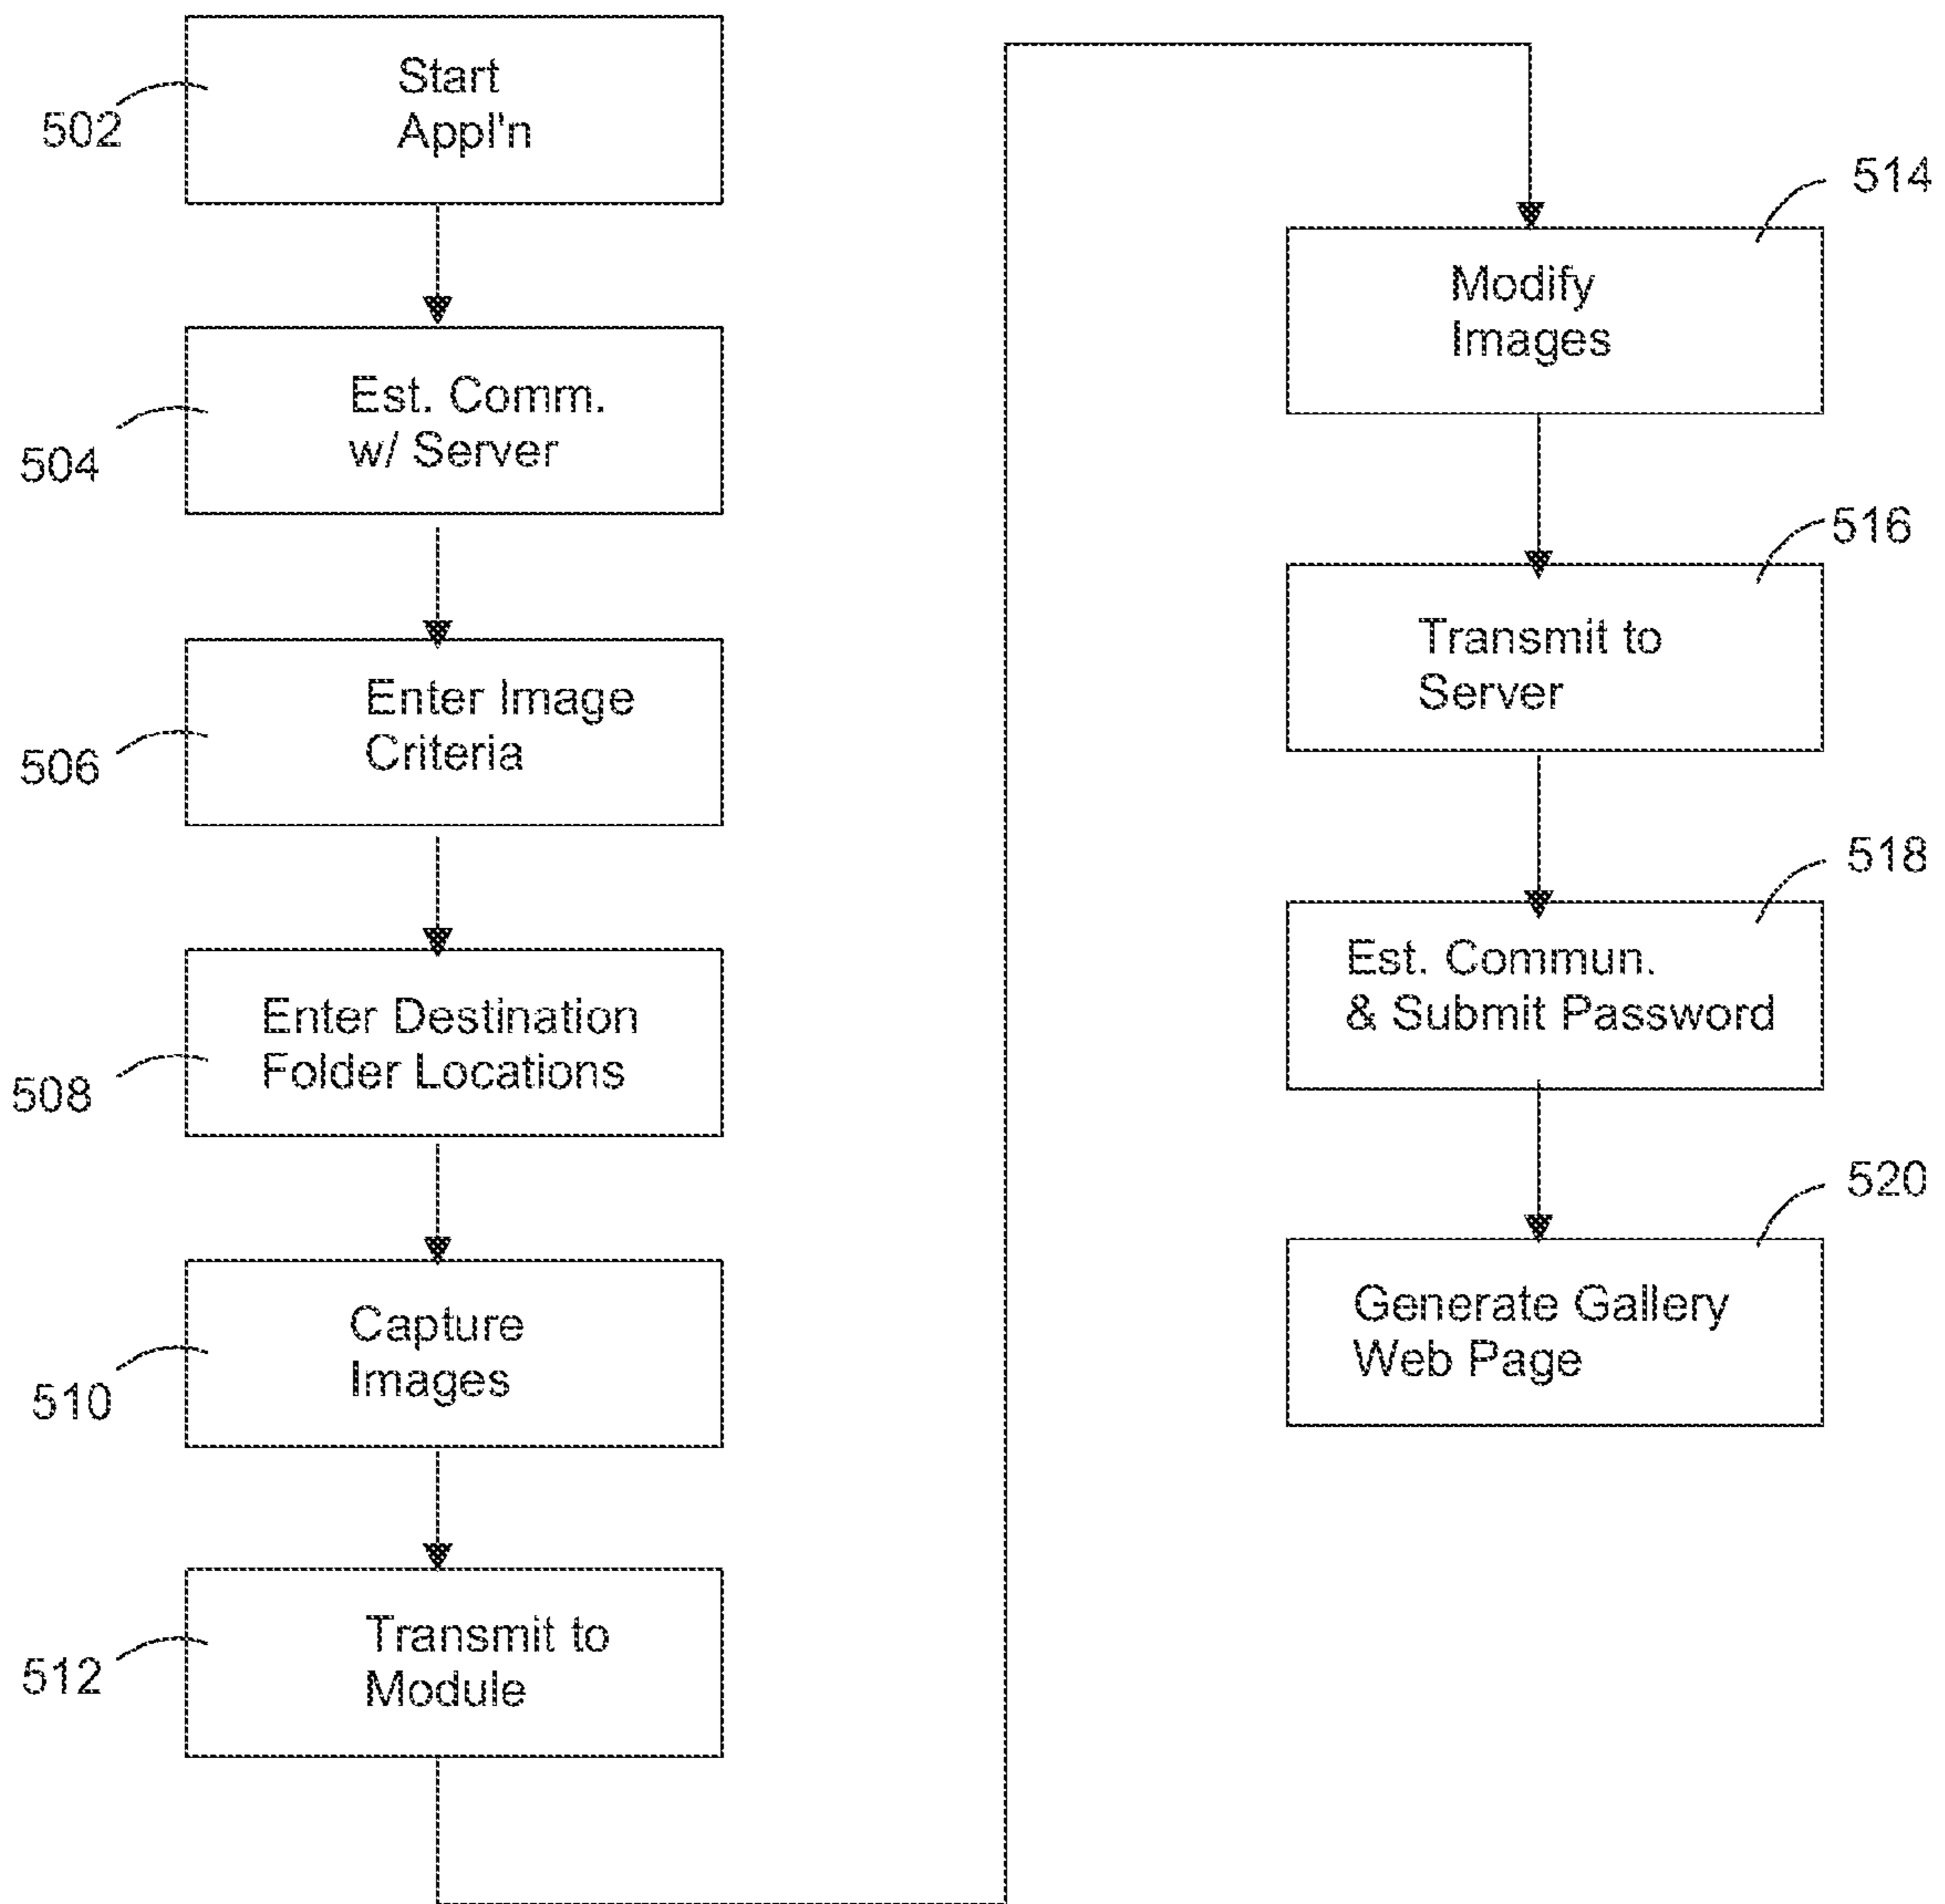 502
Start
Appl'n
504
Est. Comm.
w/ Server
506
Enter Image
Criteria
508
Enter Destination
Folder Locations
510
Capture
Images
512
Transmit to
Module
514
Modify
Images
516
Transmit to
Server
518
Est. Commun.
& Submit Password
520
Generate Gallery
Web Page